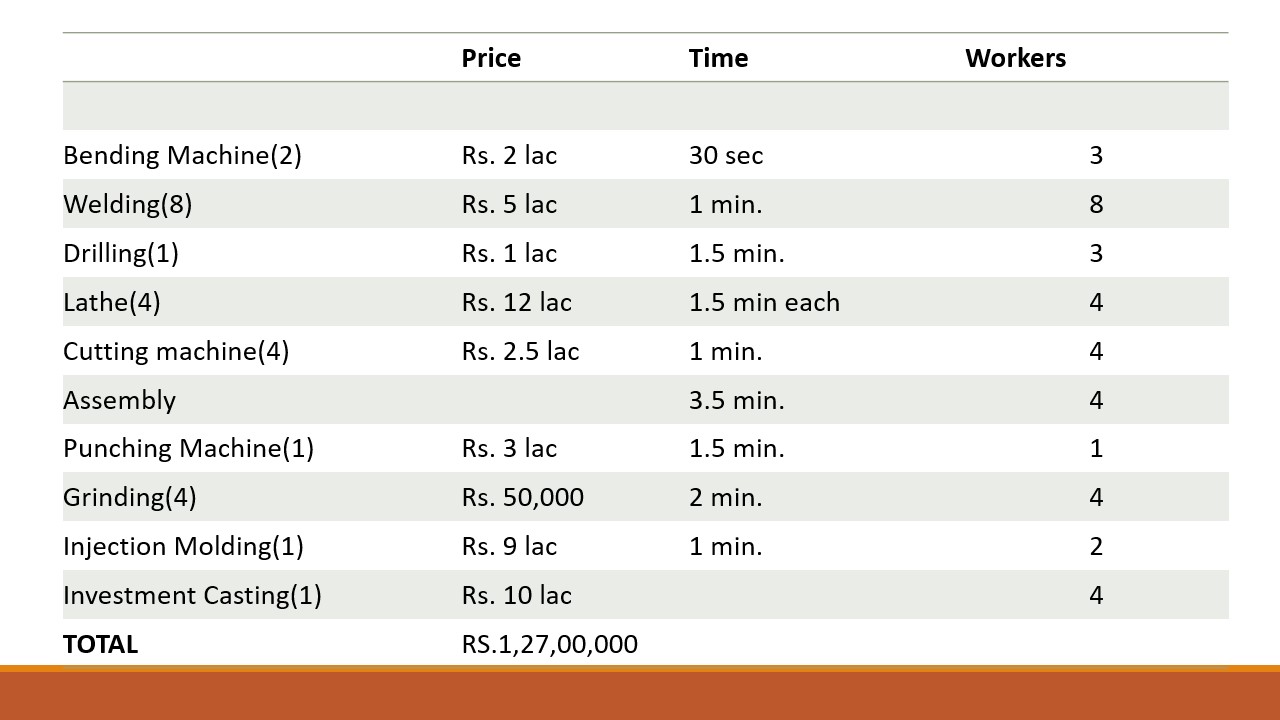 Price Time Workers
Bending Machine(2) Rs. 2 lac 30 sec 3
Welding(8) Rs. 5 lac 1 min. 8
Drilling(1) Rs. 1 lac 1.5 min. 3
Lathe(4) Rs. 12 lac 1.5 min each 4
Cutting machine(4) Rs. 2.5 lac 1 min. 4
Assembly 3.5 min. 4
Punching Machine(1) Rs. 3 lac 1.5 min. 1
Grinding(4) Rs. 50,000 2 min. 4
Injection Molding(1) Rs. 9 lac 1 min. 2
Investment Casting(1) Rs. 10 lac 4
TOTAL RS.1,27,00,000